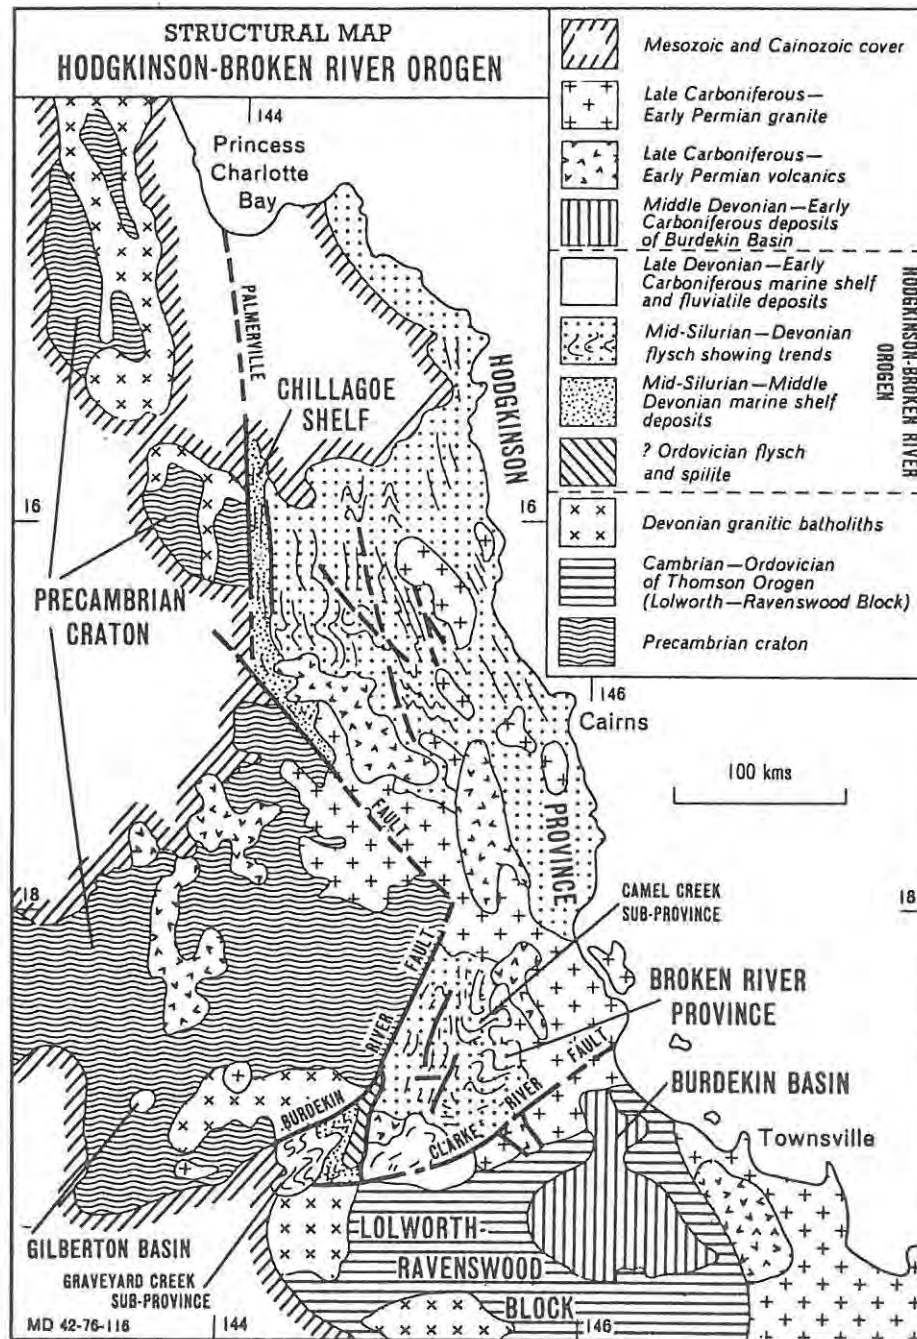 STRUCTURAL MAP
HODGKINSON-BROKEN RIVER OROGEN
Mesozoic and Cainozoic cover
Late Carboniferous—
Early Permian granite
Late Carboniferous—
Early Permian volcanics
Middle Devonian—Early
Carboniferous deposits
of Burdekin Basin
Late Devonian—Early
Carboniferous marine shelf
and fluviatile deposits
Mid-Silurian—Devonian
flysch showing trends
Mid-Silurian—Middle
Devonian marine shelf
deposits
? Ordovician flysch
and spilite
HODGKINSON-BROKEN RIVER
OROGEN
Devonian granitic batholiths
Cambrian—Ordovician
of Thomson Orogen
(Lolworth—Ravenswood Block)
Precambrian craton
144
Princess
Charlotte
Bay
PALMERVILLE
CHILLAGOE
SHELF
HODGKINSON
16
16
PRECAMBRIAN
CRATON
146
Cairns
100 kms
FAULT
PROVINCE
18
18
CAMEL CREEK
SUB-PROVINCE
BROKEN RIVER
PROVINCE
BURDEKIN RIVER FAULT
CLARKE RIVER FAULT
BURDEKIN BASIN
Townsville
GILBERTON BASIN
GRAVEYARD CREEK
SUB-PROVINCE
LOLWORTH
RAVENSWOOD
BLOCK
MD 42-76-116
144
146